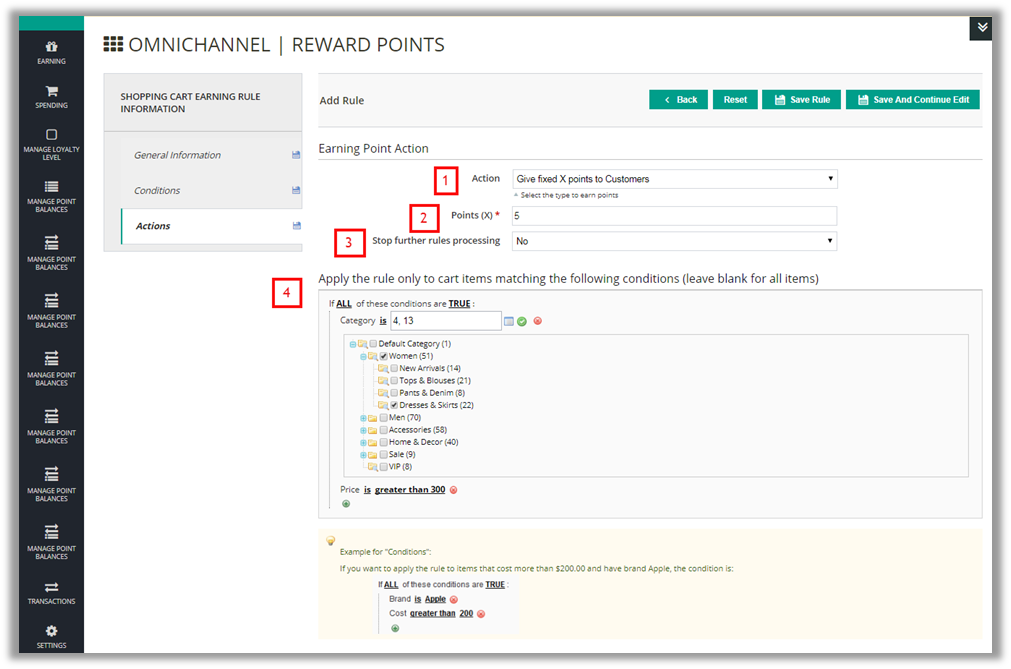 OMNICHANNEL | REWARD POINTS
EARNING
SPENDING
MANAGE LOYALTY
LEVEL
MANAGE POINT
BALANCES
MANAGE POINT
BALANCES
MANAGE POINT
BALANCES
MANAGE POINT
BALANCES
MANAGE POINT
BALANCES
MANAGE POINT
BALANCES
MANAGE POINT
BALANCES
TRANSACTIONS
SETTINGS
SHOPPING CART EARNING RULE
INFORMATION
General Information
Conditions
Actions
Add Rule
Back Reset Save Rule Save And Continue Edit
Earning Point Action
1 Action Give fixed X points to Customers
^ Select the type to earn points
2 Points (X) * 5
3 Stop further rules processing No
4 Apply the rule only to cart items matching the following conditions (leave blank for all items)
If ALL of these conditions are TRUE :
Category is 4, 13
Default Category (1)
Women (51)
New Arrivals (14)
Tops & Blouses (21)
Pants & Denim (8)
Dresses & Skirts (22)
Men (70)
Accessories (58)
Home & Decor (40)
Sale (9)
VIP (8)
Price is greater than 300
Example for "Conditions":
If you want to apply the rule to items that cost more than $200.00 and have brand Apple, the condition is:
If ALL of these conditions are TRUE :
Brand is Apple
Cost greater than 200